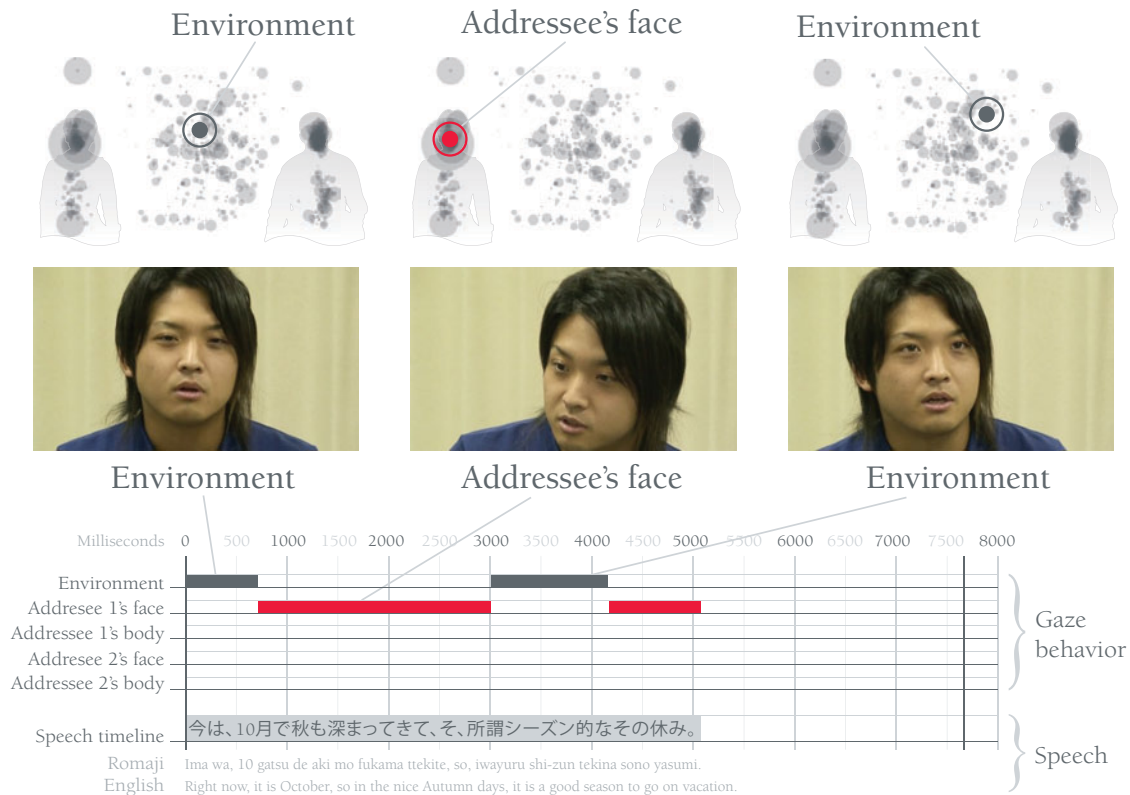 Environment
Addressee's face
Environment
Environment
Addressee's face
Environment
Milliseconds 0 500 1000 1500 2000 2500 3000 3500 4000 4500 5000 5500 6000 6500 7000 7500 8000
Environment
Addresee 1's face
Addressee 1's body
Addresee 2's face
Addressee 2's body
Gaze
behavior
Speech timeline 今は、10月で秋も深まってきて、そ、所謂シーズン的なその休み。
Romaji Ima wa, 10 gatsu de aki mo fukama ttekite, so, iwayuru shi-zun tekina sono yasumi.
English Right now, it is October, so in the nice Autumn days, it is a good season to go on vacation.
Speech